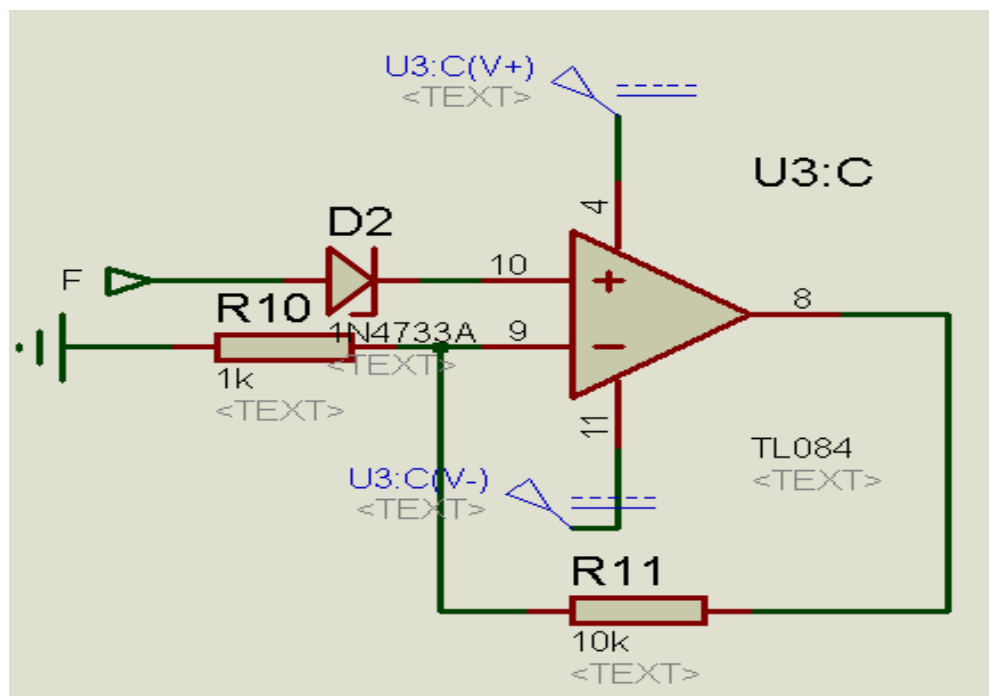 U3:C(V+)
<TEXT>
U3:C
4
D2
F
10
8
R10
1N4733A
9
<TEXT>
1k
<TEXT>
11
TL084
<TEXT>
U3:C(V-)
<TEXT>
R11
10k
<TEXT>